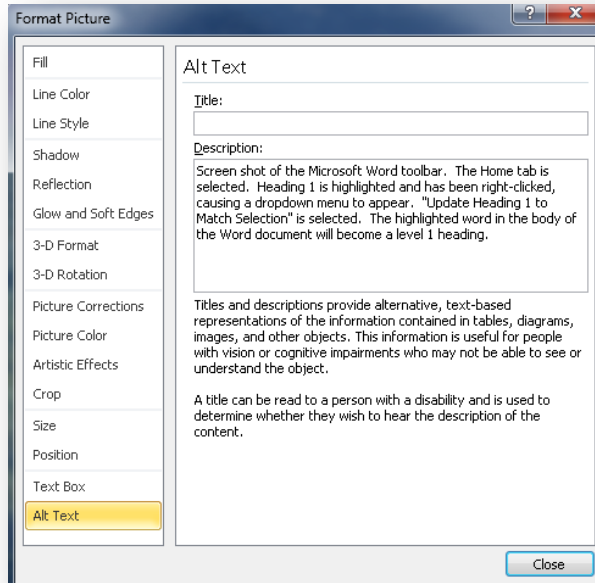 Format Picture
?
X
Fill
Line Color
Line Style
Shadow
Reflection
Glow and Soft Edges
3-D Format
3-D Rotation
Picture Corrections
Picture Color
Artistic Effects
Crop
Size
Position
Text Box
Alt Text
Alt Text
Title:
Description:
Screen shot of the Microsoft Word toolbar.  The Home tab is
selected.  Heading 1 is highlighted and has been right-clicked,
causing a dropdown menu to appear.  "Update Heading 1 to
Match Selection" is selected.  The highlighted word in the body of
the Word document will become a level 1 heading.
Titles and descriptions provide alternative, text-based
representations of the information contained in tables, diagrams,
images, and other objects. This information is useful for people
with vision or cognitive impairments who may not be able to see or
understand the object.
A title can be read to a person with a disability and is used to
determine whether they wish to hear the description of the
content.
Close